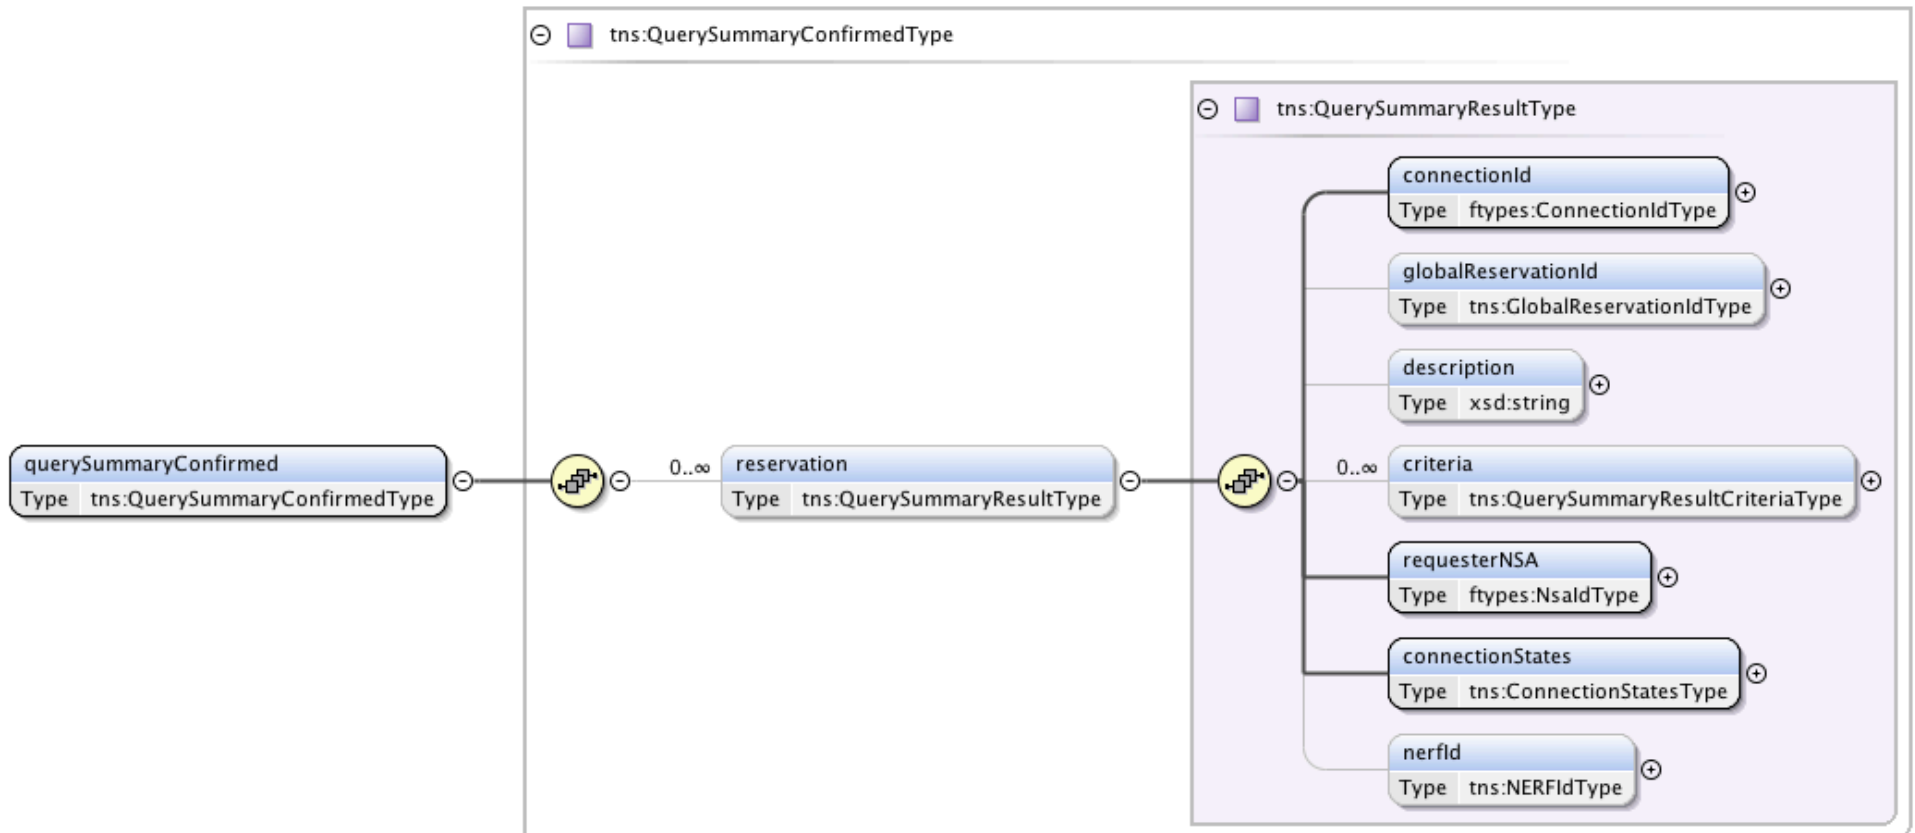 tns:QuerySummaryConfirmedType
tns:QuerySummaryResultType
connectionId
Type ftypes:ConnectionIdType
globalReservationId
Type tns:GlobalReservationIdType
description
Type xsd:string
querySummaryConfirmed
Type tns:QuerySummaryConfirmedType
0..∞
reservation
Type tns:QuerySummaryResultType
0..∞
criteria
Type tns:QuerySummaryResultCriteriaType
requesterNSA
Type ftypes:NsaIdType
connectionStates
Type tns:ConnectionStatesType
nerfId
Type tns:NERFIdType